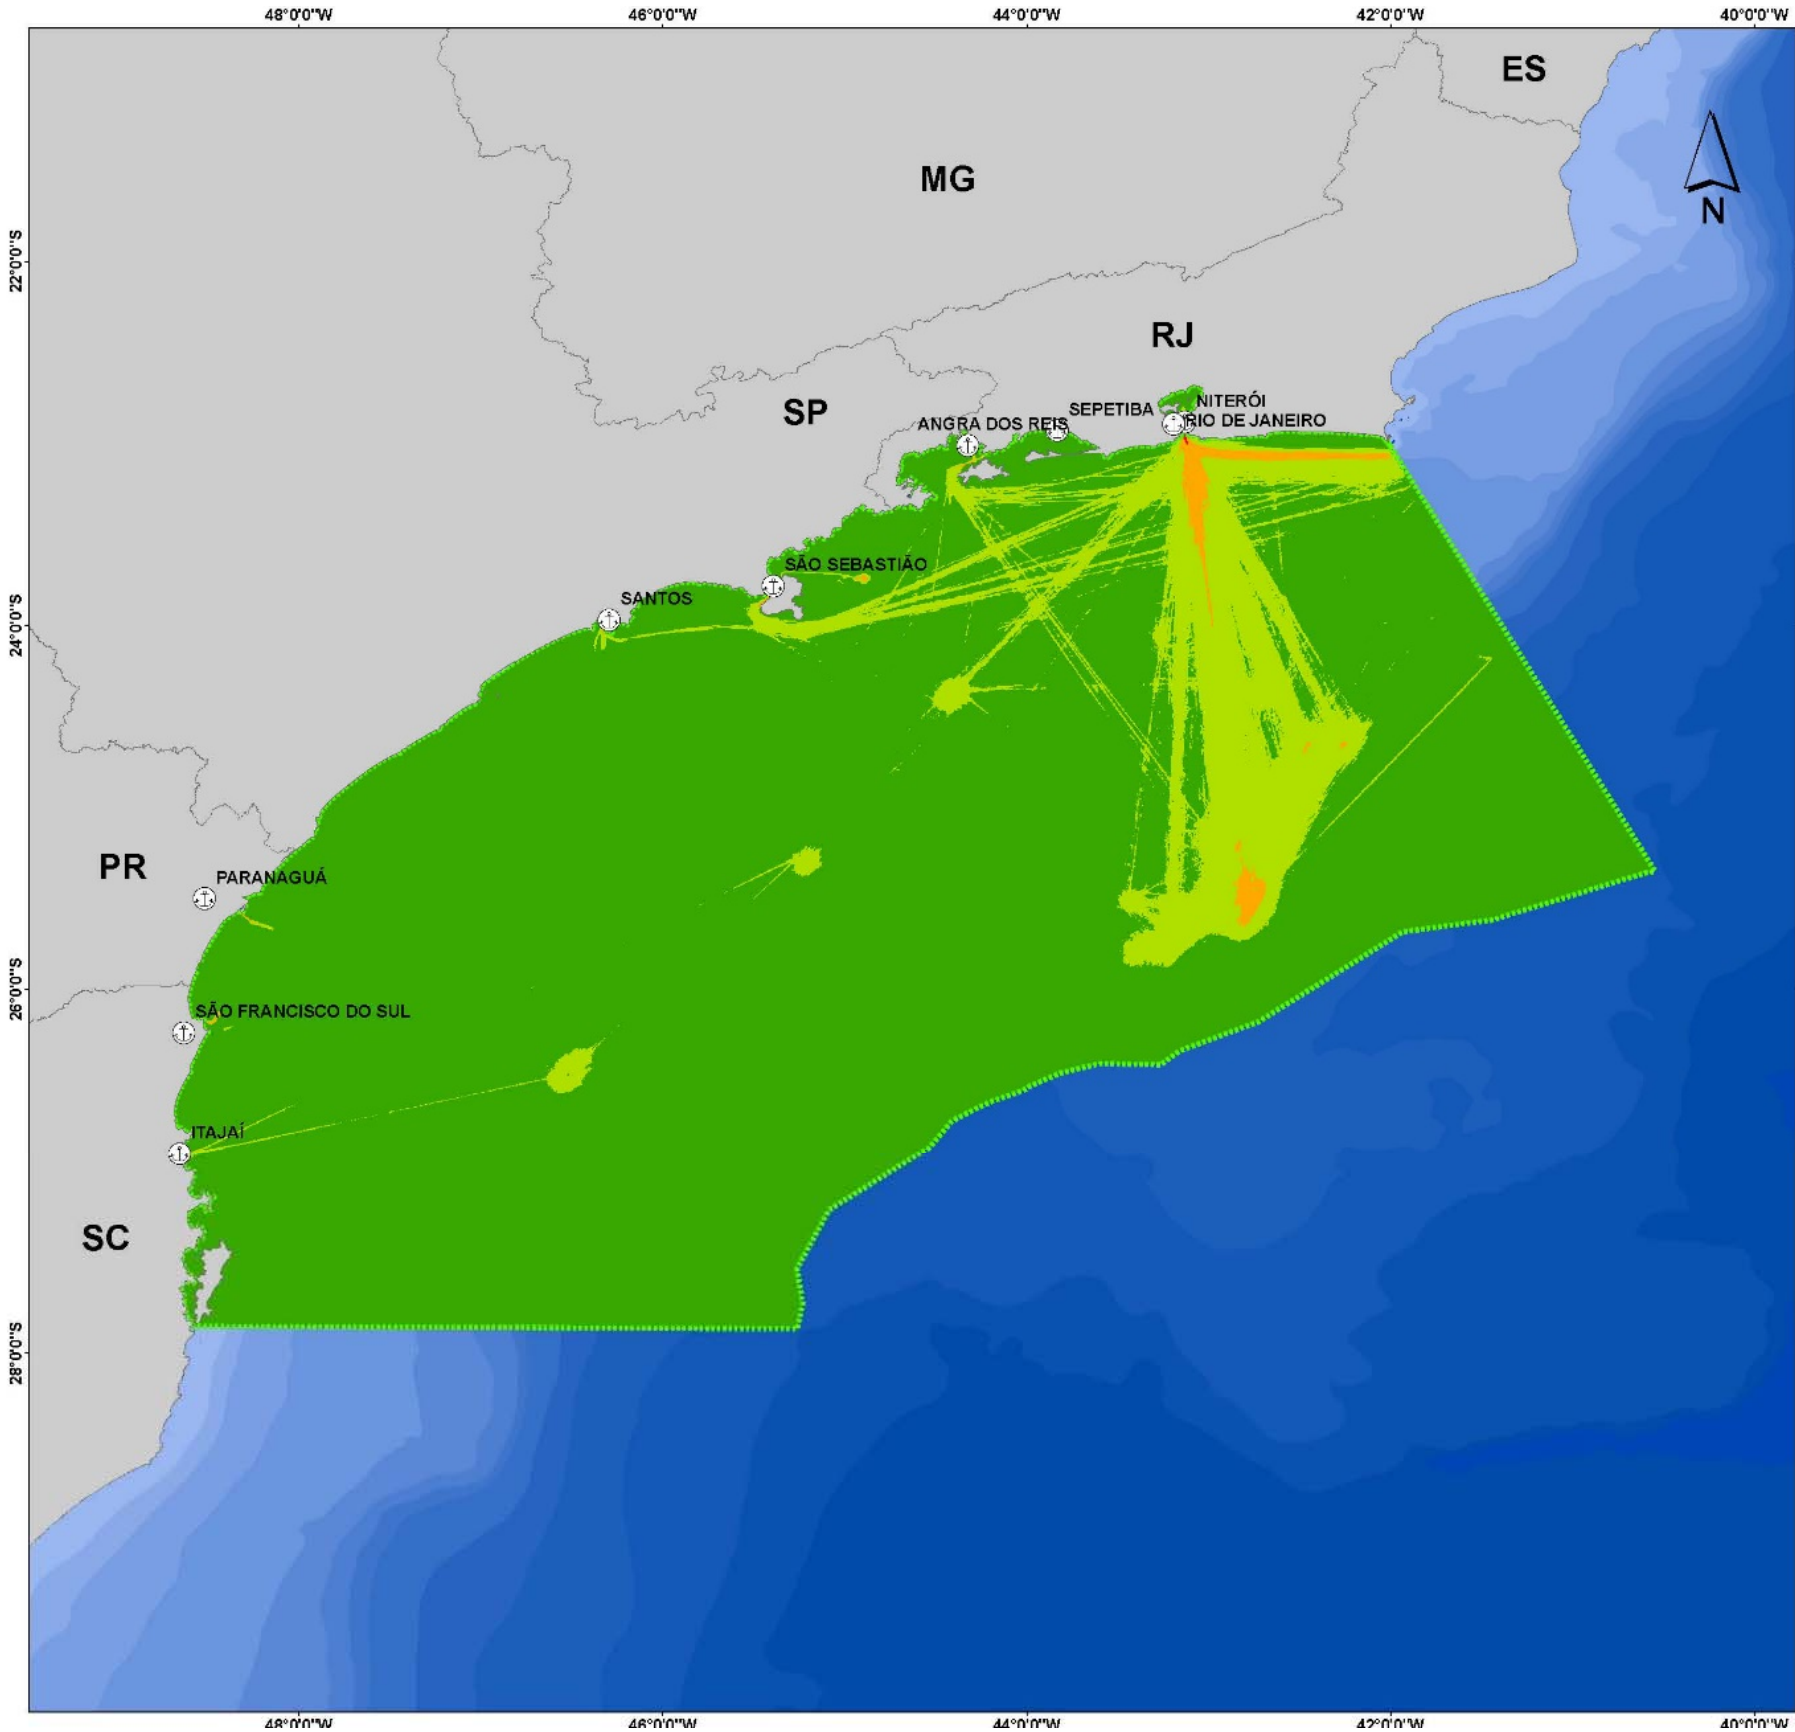 48°0'0"W 46°0'0"W 44°0'0"W 42°0'0"W 40°0'0"W
ES
MG
N
22°0'0"S
RJ
SP
NITERÓI
SEPETIBA
RIO DE JANEIRO
ANGRA DOS REIS
SÃO SEBASTIÃO
SANTOS
24°0'0"S
PR
PARANAGUÁ
26°0'0"S
SÃO FRANCISCO DO SUL
ITAJAÍ
SC
28°0'0"S
48°0'0"W 46°0'0"W 44°0'0"W 42°0'0"W 40°0'0"W